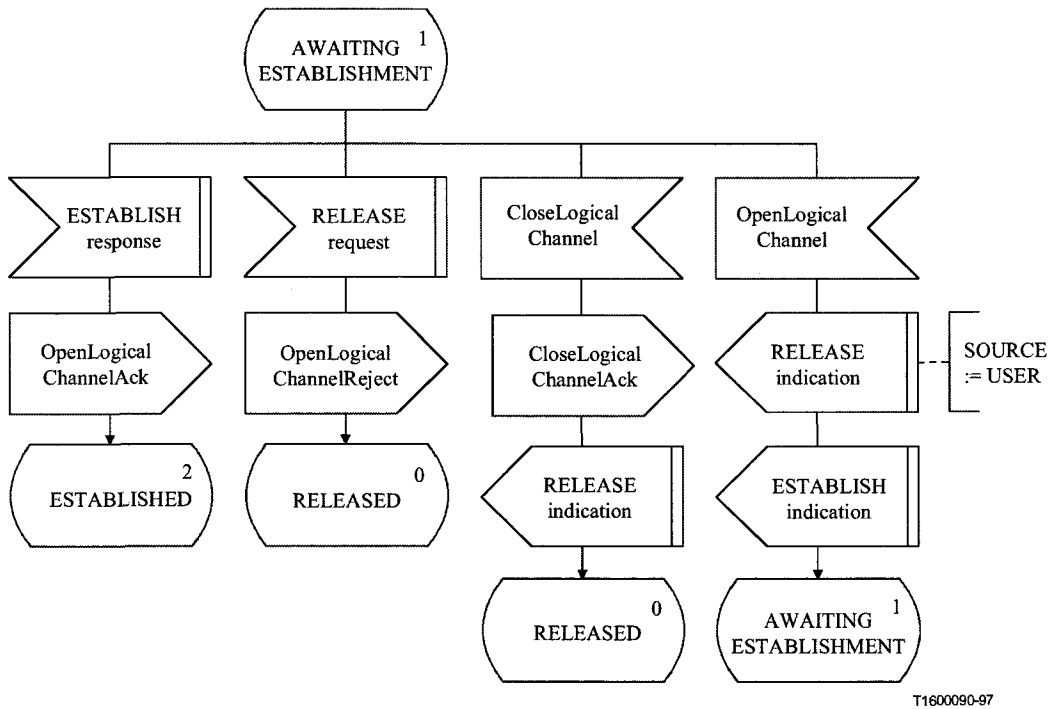 1
AWAITING
ESTABLISHMENT
ESTABLISH
response
RELEASE
request
CloseLogical
Channel
OpenLogical
Channel
OpenLogical
ChannelAck
OpenLogical
ChannelReject
CloseLogical
ChannelAck
RELEASE
indication
SOURCE
:= USER
2
ESTABLISHED
0
RELEASED
RELEASE
indication
ESTABLISH
indication
0
RELEASED
1
AWAITING
ESTABLISHMENT
T1600090-97